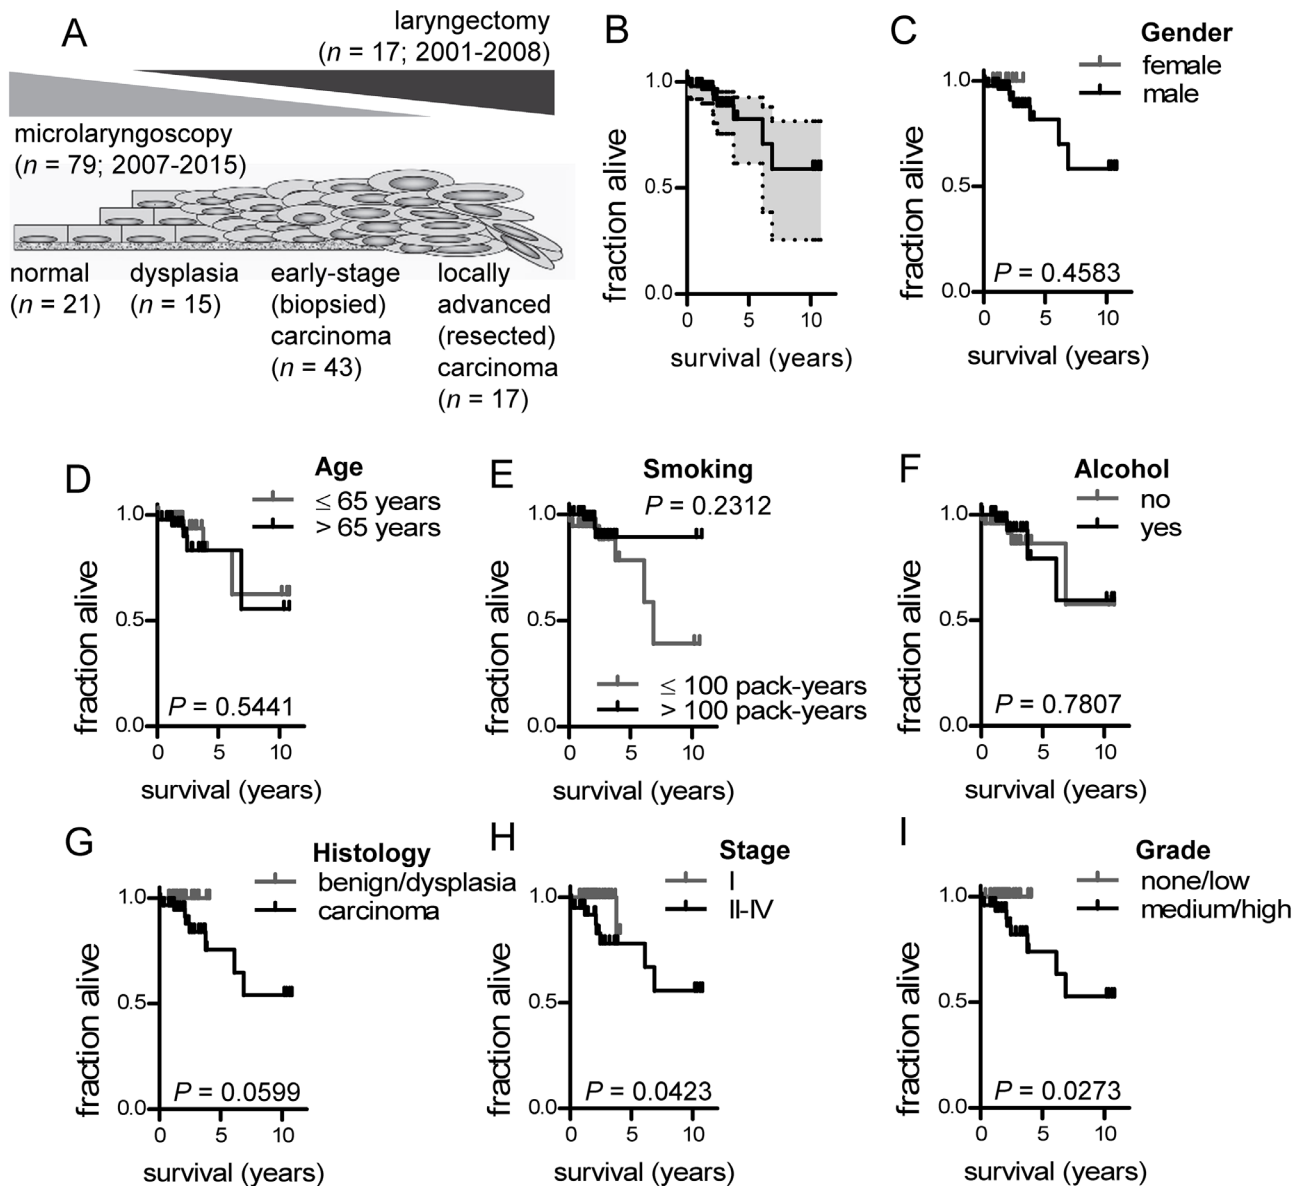 A
laryngectomy
(n = 17; 2001-2008)
microlaryngoscopy
(n = 79; 2007-2015)
normal
(n = 21)
dysplasia
(n = 15)
early-stage
(biopsied)
carcinoma
(n = 43)
locally
advanced
(resected)
carcinoma
(n = 17)
B
fraction alive
1.0
0.5
0.0
0 5 10
survival (years)
C
Gender
female
male
fraction alive
1.0
0.5
0.0
P = 0.4583
0 5 10
survival (years)
D
Age
≤ 65 years
> 65 years
fraction alive
1.0
0.5
0.0
P = 0.5441
0 5 10
survival (years)
E
Smoking
P = 0.2312
fraction alive
1.0
0.5
0.0
≤ 100 pack-years
> 100 pack-years
0 5 10
survival (years)
F
Alcohol
no
yes
fraction alive
1.0
0.5
0.0
P = 0.7807
0 5 10
survival (years)
G
Histology
benign/dysplasia
carcinoma
fraction alive
1.0
0.5
0.0
P = 0.0599
0 5 10
survival (years)
H
Stage
I
II-IV
fraction alive
1.0
0.5
0.0
P = 0.0423
0 5 10
survival (years)
I
Grade
none/low
medium/high
fraction alive
1.0
0.5
0.0
P = 0.0273
0 5 10
survival (years)